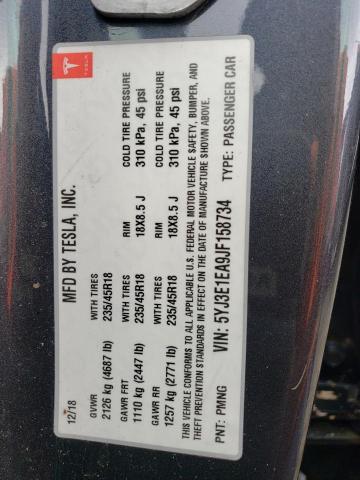 TESLA
MFD BY TESLA, INC.
12/18
GVWR WITH TIRES RIM COLD TIRE PRESSURE
2126 kg (4687 lb) 235/45R18 18X8.5 J 310 kPa, 45 psi
GAWR FRT WITH TIRES RIM COLD TIRE PRESSURE
1110 kg (2447 lb) 235/45R18 18X8.5 J 310 kPa, 45 psi
GAWR RR
1257 kg (2771 lb) 235/45R18
THIS VEHICLE CONFORMS TO ALL APPLICABLE U.S. FEDERAL MOTOR VEHICLE SAFETY, BUMPER, AND
THEFT PREVENTION STANDARDS IN EFFECT ON THE DATE OF MANUFACTURE SHOWN ABOVE.
PNT: PMNG VIN: 5YJ3E1EA9JF158734 TYPE: PASSENGER CAR